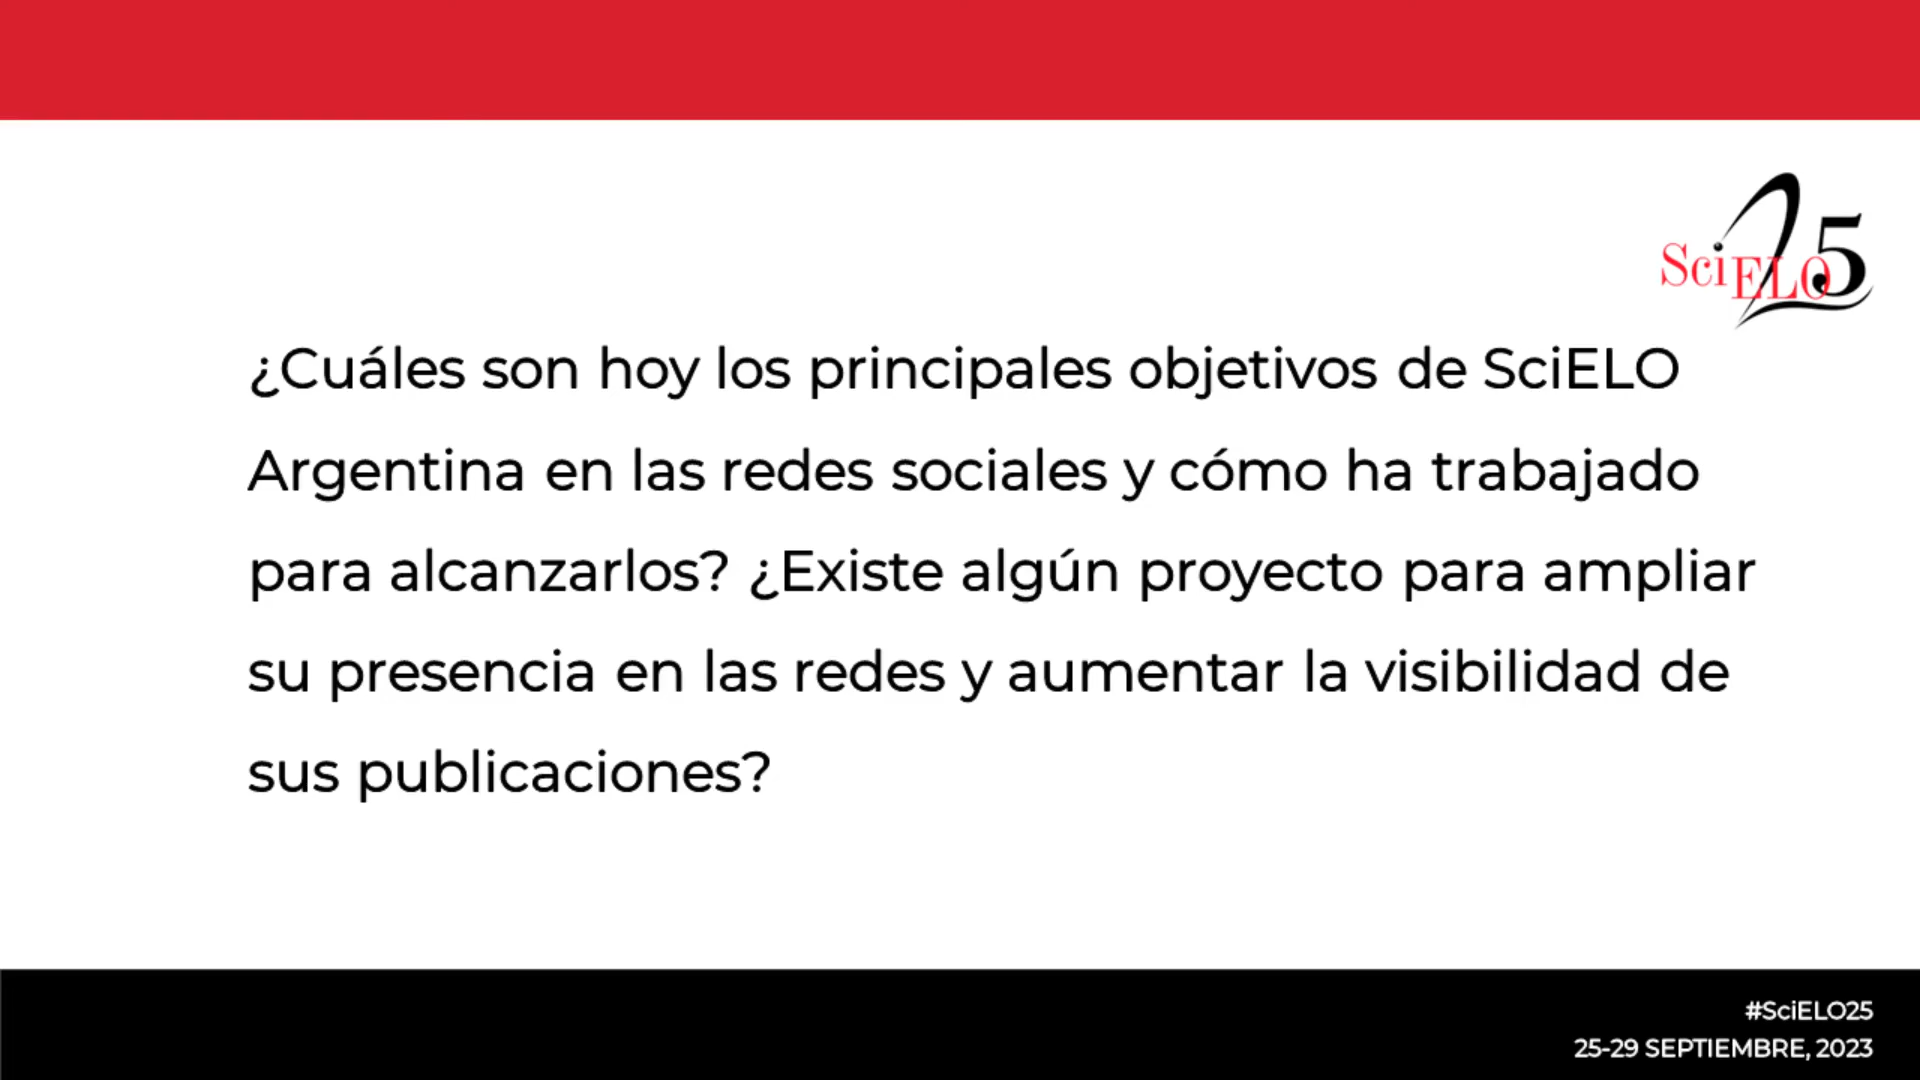 SciELO 25
¿Cuáles son hoy los principales objetivos de SciELO
Argentina en las redes sociales y cómo ha trabajado
para alcanzarlos? ¿Existe algún proyecto para ampliar
su presencia en las redes y aumentar la visibilidad de
sus publicaciones?
#SciELO25
25-29 SEPTIEMBRE, 2023